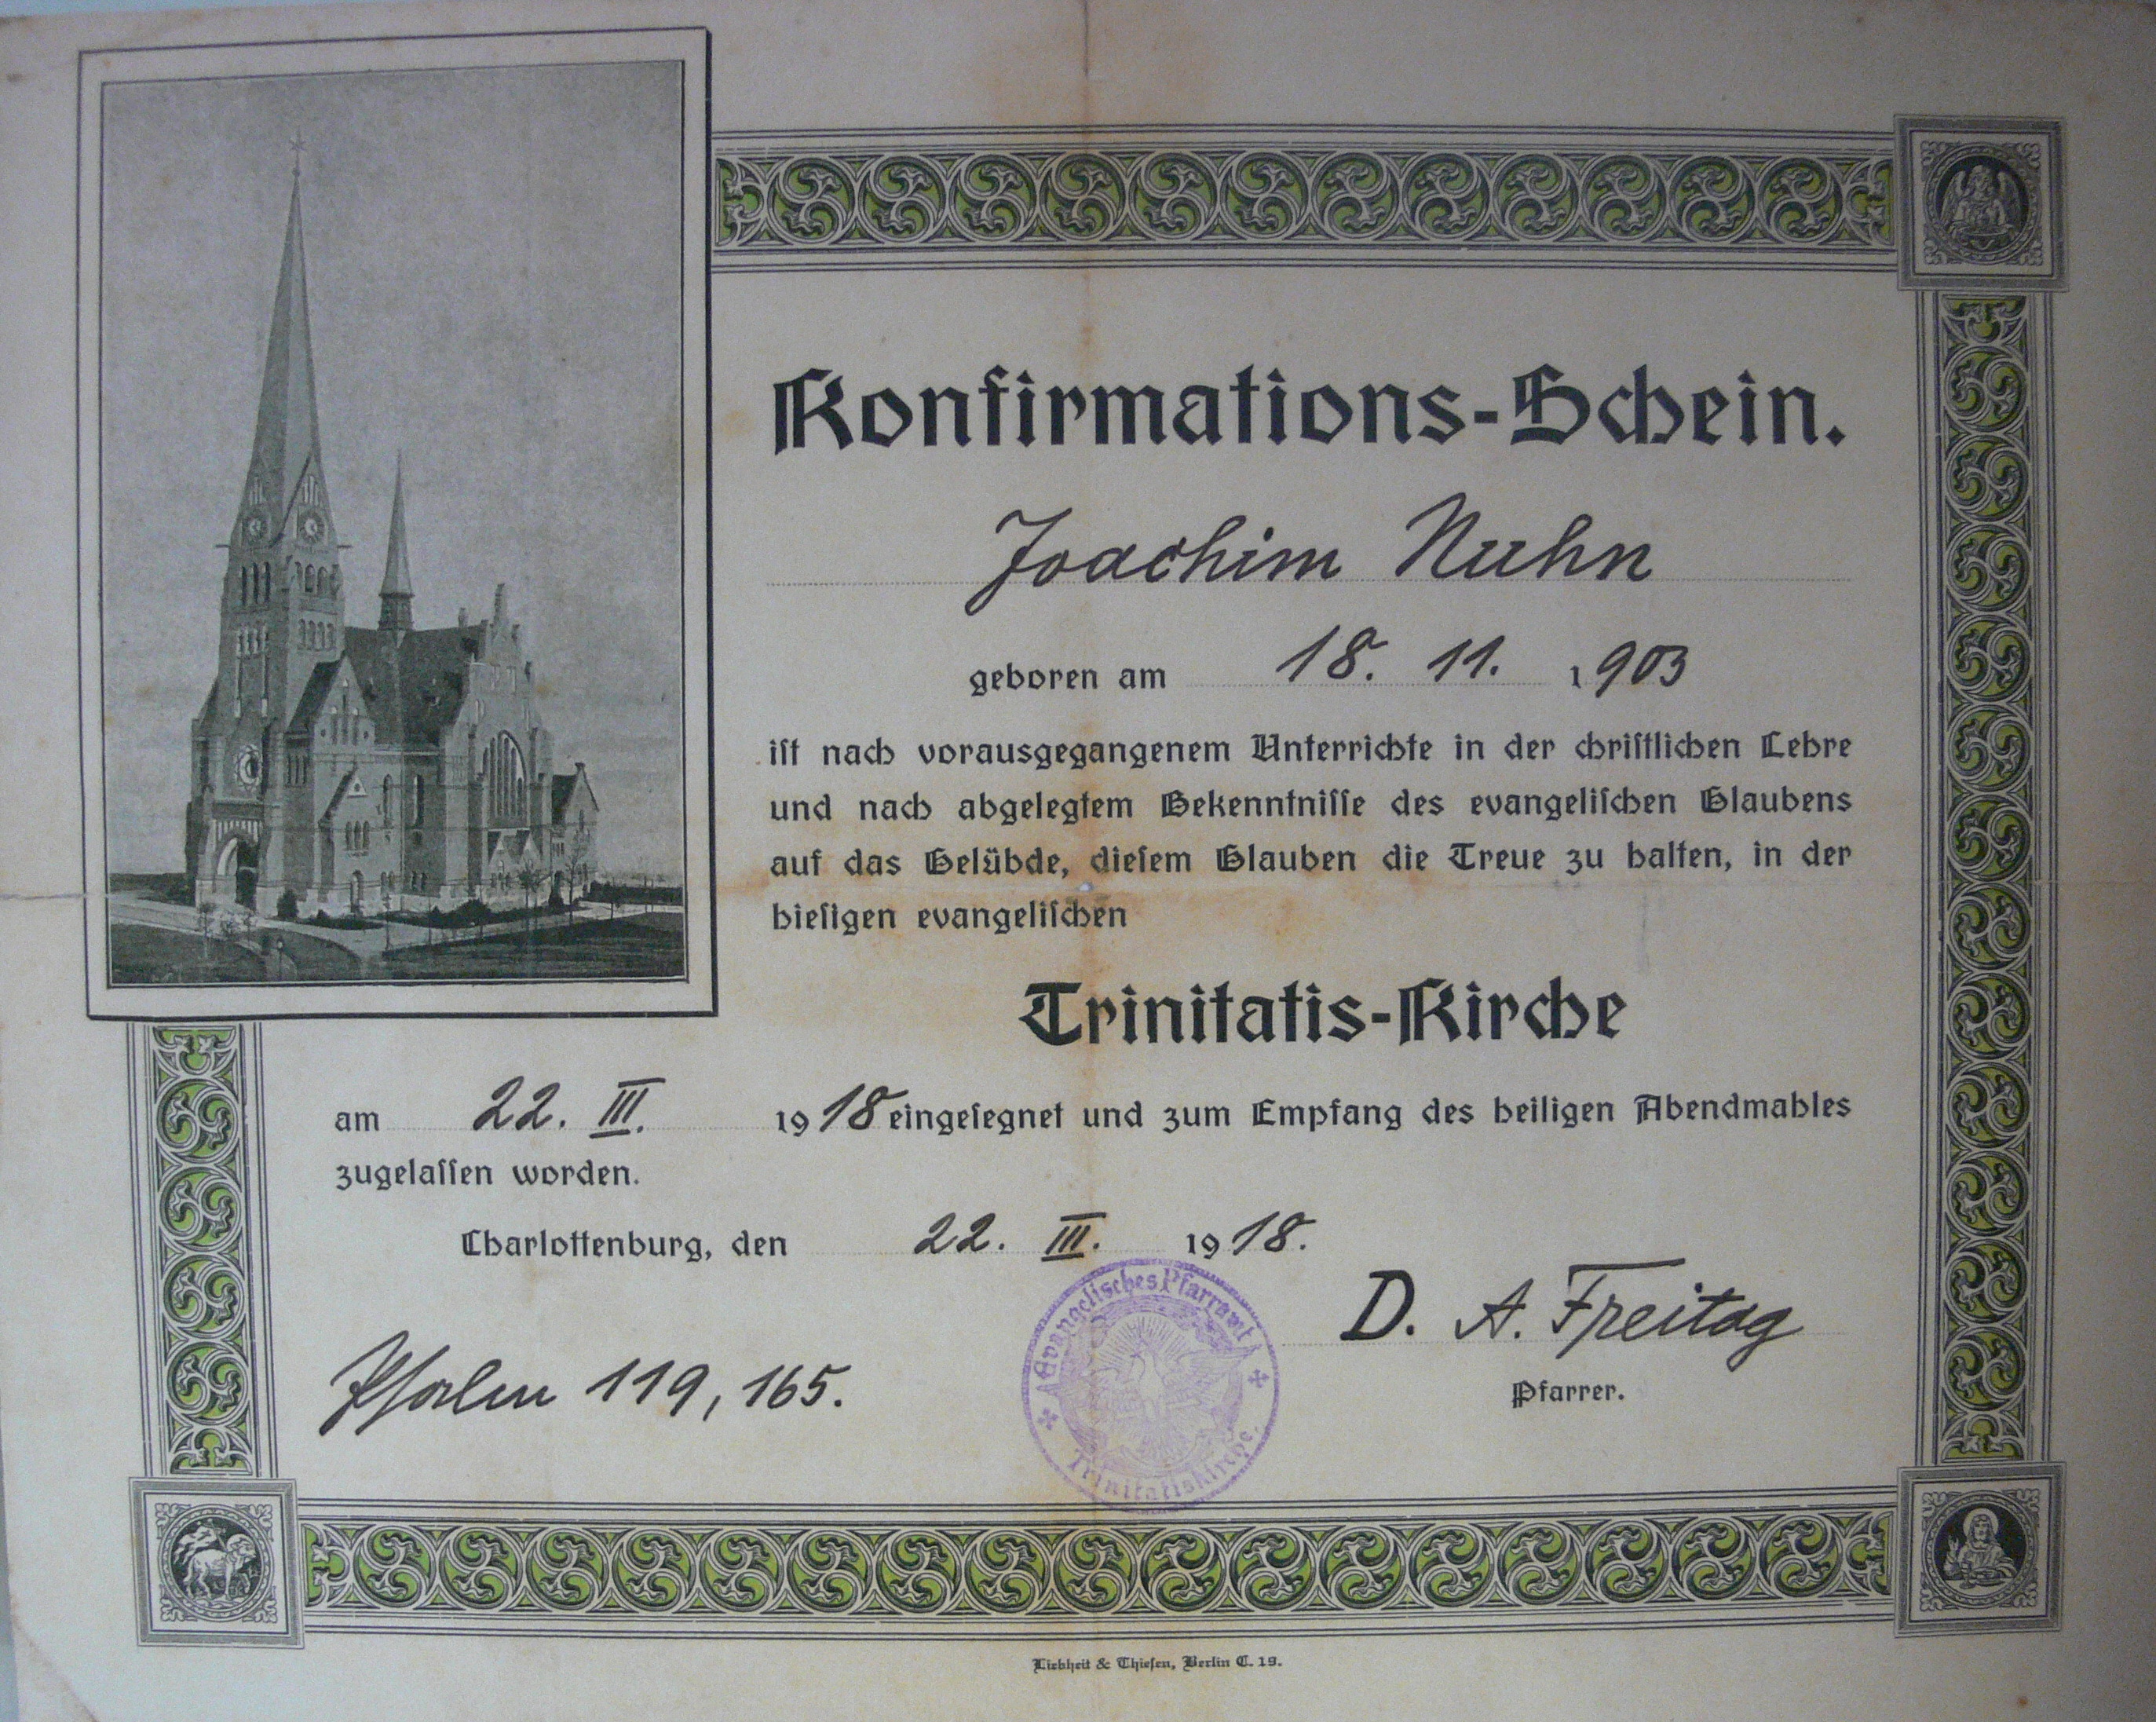 Konfirmations-Schein.
Joachim Nuhn
geboren am 18. 11. 1903
iſt nach vorausgegangenem Unterrichte in der chriſtlichen Lehre
und nach abgelegtem Bekenntniſſe des evangeliſchen Glaubens
auf das Gelübde, dieſem Glauben die Treue zu halten, in der
hieſigen evangeliſchen
Trinitatis-Kirche
am 22. III. 1918 eingeſegnet und zum Empfang des heiligen Abendmahles
zugelaſſen worden.
Charlottenburg, den 22. III. 1918.
D. A. Freitag
Pfarrer.
Psalm 119, 165.
Evangelisches Pfarramt
Trinitatiskirche.
Liebheit & Thieſen, Berlin C. 19.